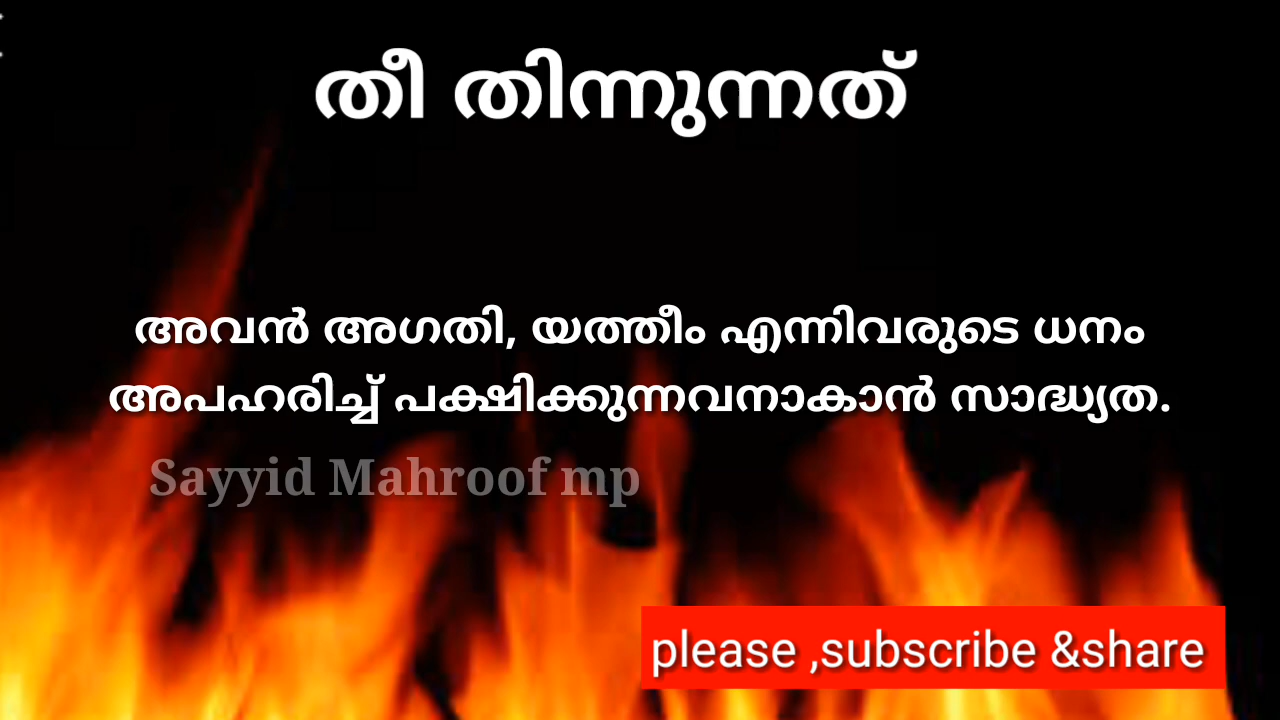 തീ തിന്നുന്നത്
അവൻ അഗതി, യത്തീം എന്നിവരുടെ ധനം
അപഹരിച്ച് പക്ഷിക്കുന്നവനാകാൻ സാദ്ധ്യത.
Sayyid Mahroof mp
please ,subscribe &share